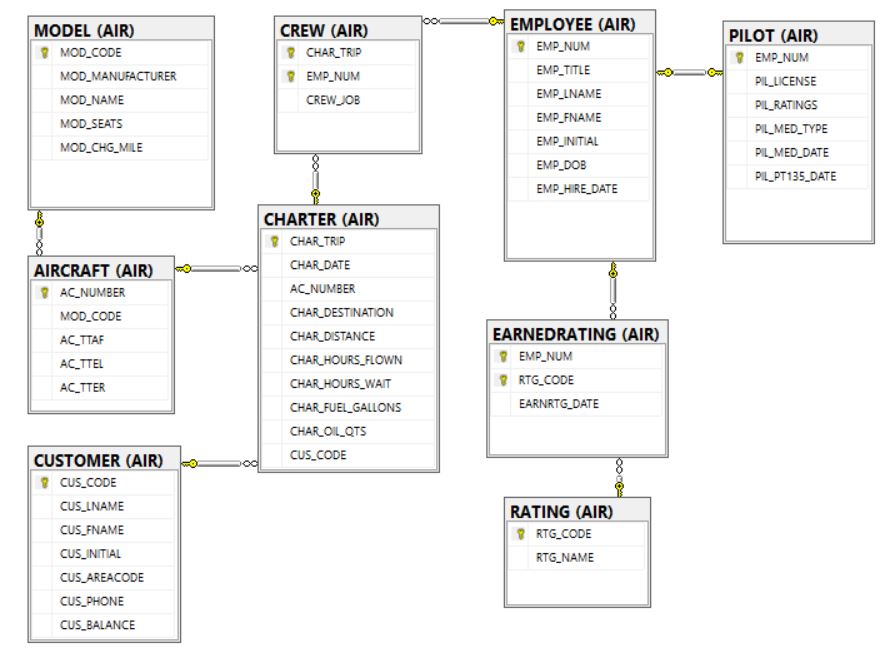 MODEL (AIR)
MOD_CODE
MOD_MANUFACTURER
MOD_NAME
MOD_SEATS
MOD_CHG_MILE
CREW (AIR)
CHAR_TRIP
EMP_NUM
CREW_JOB
EMPLOYEE (AIR)
EMP_NUM
EMP_TITLE
EMP_LNAME
EMP_FNAME
EMP_INITIAL
EMP_DOB
EMP_HIRE_DATE
PILOT (AIR)
EMP_NUM
PIL_LICENSE
PIL_RATINGS
PIL_MED_TYPE
PIL_MED_DATE
PIL_PT135_DATE
CHARTER (AIR)
CHAR_TRIP
CHAR_DATE
AC_NUMBER
CHAR_DESTINATION
CHAR_DISTANCE
CHAR_HOURS_FLOWN
CHAR_HOURS_WAIT
CHAR_FUEL_GALLONS
CHAR_OIL_QTS
CUS_CODE
AIRCRAFT (AIR)
AC_NUMBER
MOD_CODE
AC_TTAF
AC_TTEL
AC_TTER
EARNEDRATING (AIR)
EMP_NUM
RTG_CODE
EARNRTG_DATE
CUSTOMER (AIR)
CUS_CODE
CUS_LNAME
CUS_FNAME
CUS_INITIAL
CUS_AREACODE
CUS_PHONE
CUS_BALANCE
RATING (AIR)
RTG_CODE
RTG_NAME